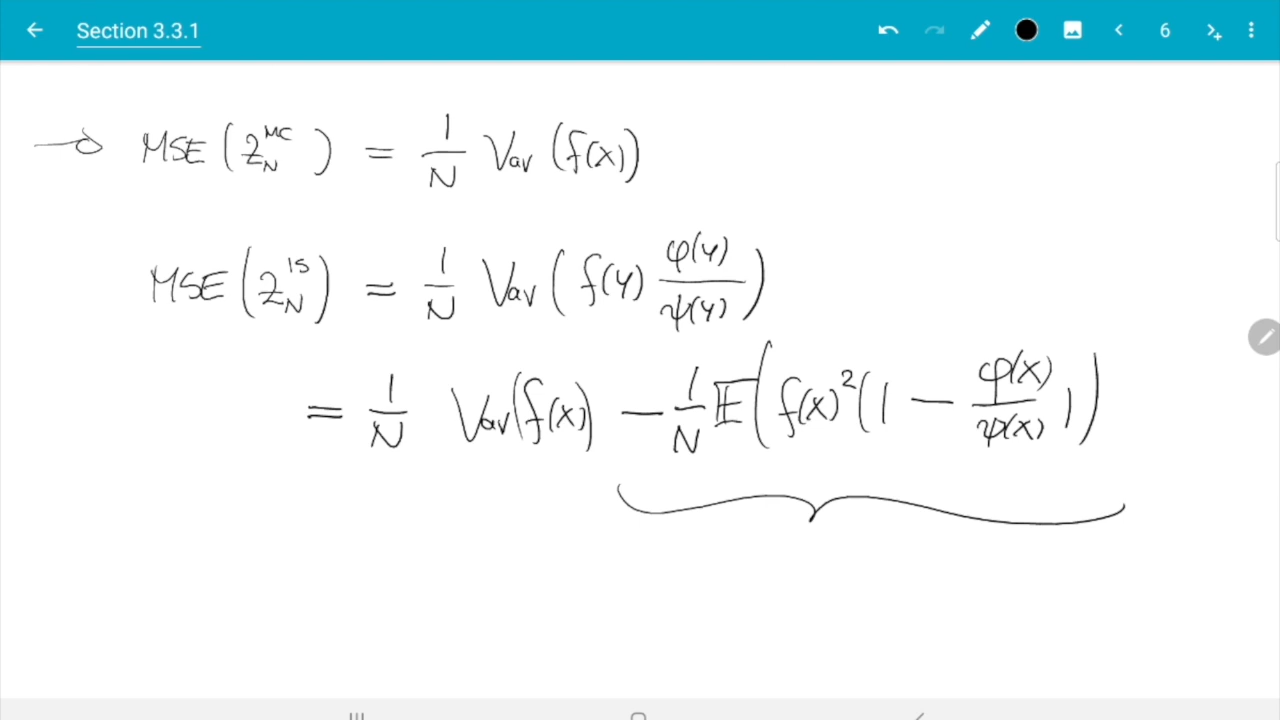 Section 3.3.1
6
MSE(Z_N^MC) = 1/N Var(f(X))
MSE(Z_N^IS) = 1/N Var(f(Y) φ(Y)/ψ(Y))
= 1/N Var(f(X)) − 1/N 𝔼(f(X)²(1 − φ(X)/ψ(X)))